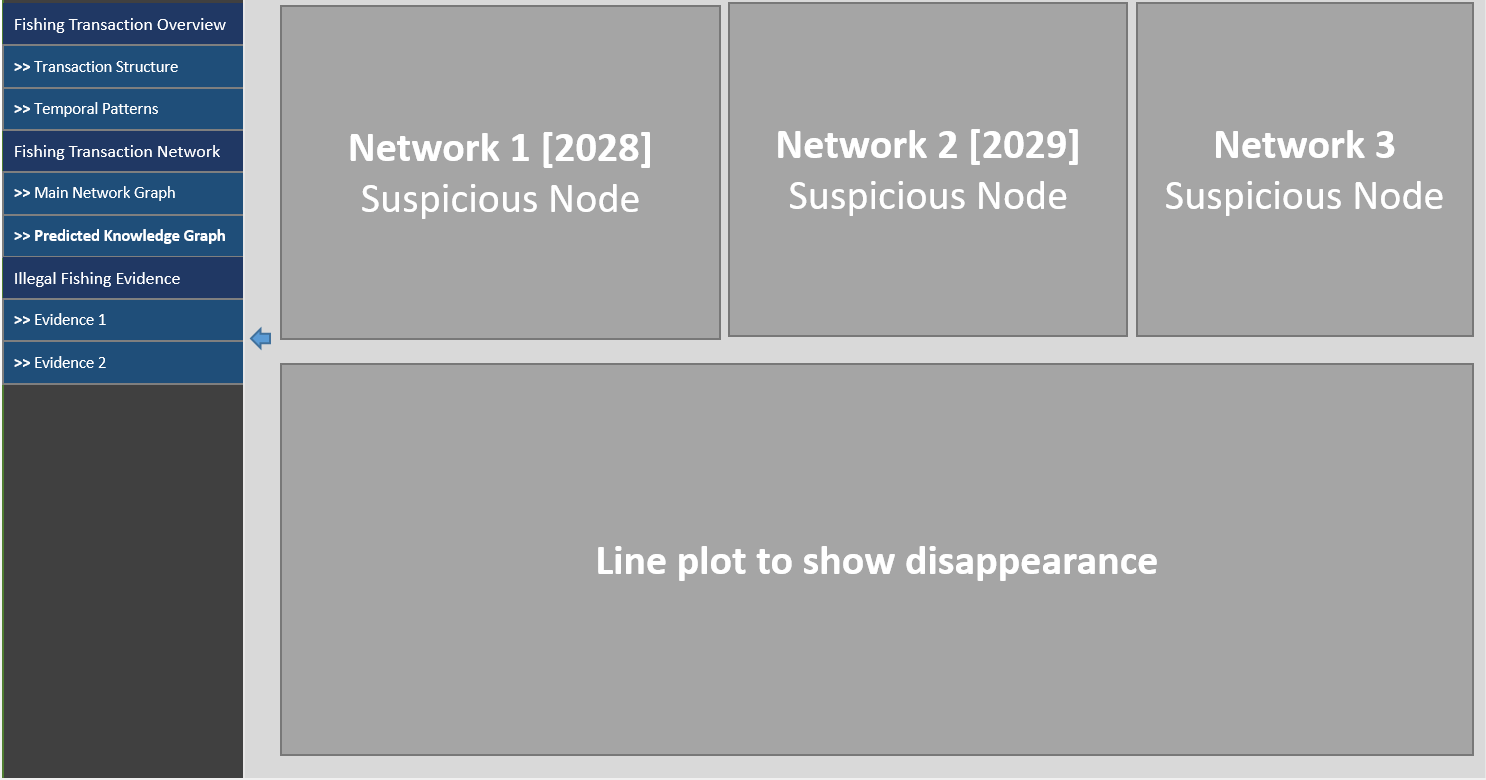 Fishing Transaction Overview
>> Transaction Structure
>> Temporal Patterns
Fishing Transaction Network
>> Main Network Graph
>> Predicted Knowledge Graph
Illegal Fishing Evidence
>> Evidence 1
>> Evidence 2
Network 1 [2028]
Suspicious Node
Network 2 [2029]
Suspicious Node
Network 3
Suspicious Node
Line plot to show disappearance